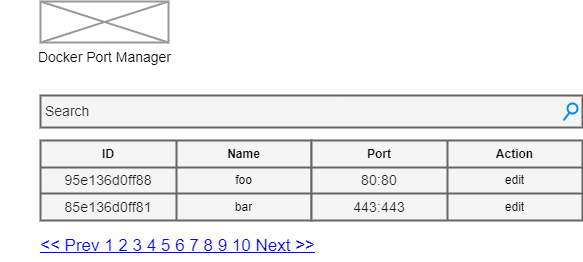 Docker Port Manager
Search
ID Name Port Action
95e136d0ff88 foo 80:80 edit
85e136d0ff81 bar 443:443 edit
<< Prev 1 2 3 4 5 6 7 8 9 10 Next >>